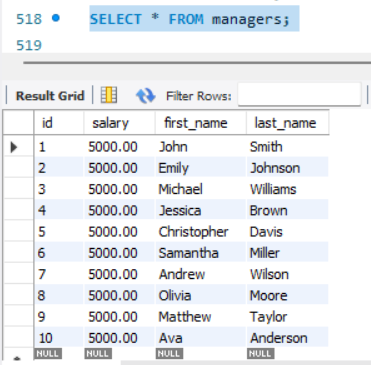 518 SELECT * FROM managers;
519
Result Grid Filter Rows:
id salary first_name last_name
1 5000.00 John Smith
2 5000.00 Emily Johnson
3 5000.00 Michael Williams
4 5000.00 Jessica Brown
5 5000.00 Christopher Davis
6 5000.00 Samantha Miller
7 5000.00 Andrew Wilson
8 5000.00 Olivia Moore
9 5000.00 Matthew Taylor
10 5000.00 Ava Anderson
NULL NULL NULL NULL